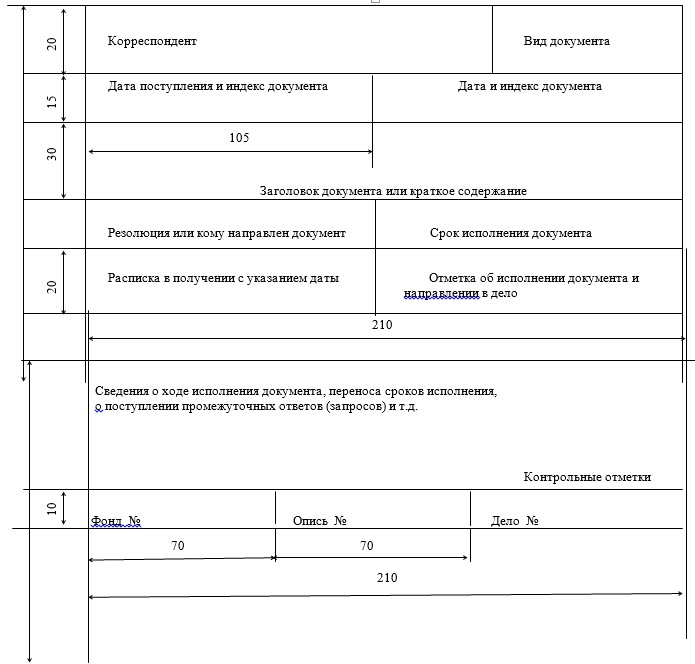 20
Корреспондент
Вид документа
15
Дата поступления и индекс документа
Дата и индекс документа
30
105
Заголовок документа или краткое содержание
Резолюция или кому направлен документ
Срок исполнения документа
20
Расписка в получении с указанием даты
Отметка об исполнении документа и
направлении в дело
210
Сведения о ходе исполнения документа, переноса сроков исполнения,
о поступлении промежуточных ответов (запросов) и т.д.
Контрольные отметки
10
Фонд №
Опись №
Дело №
70
70
210